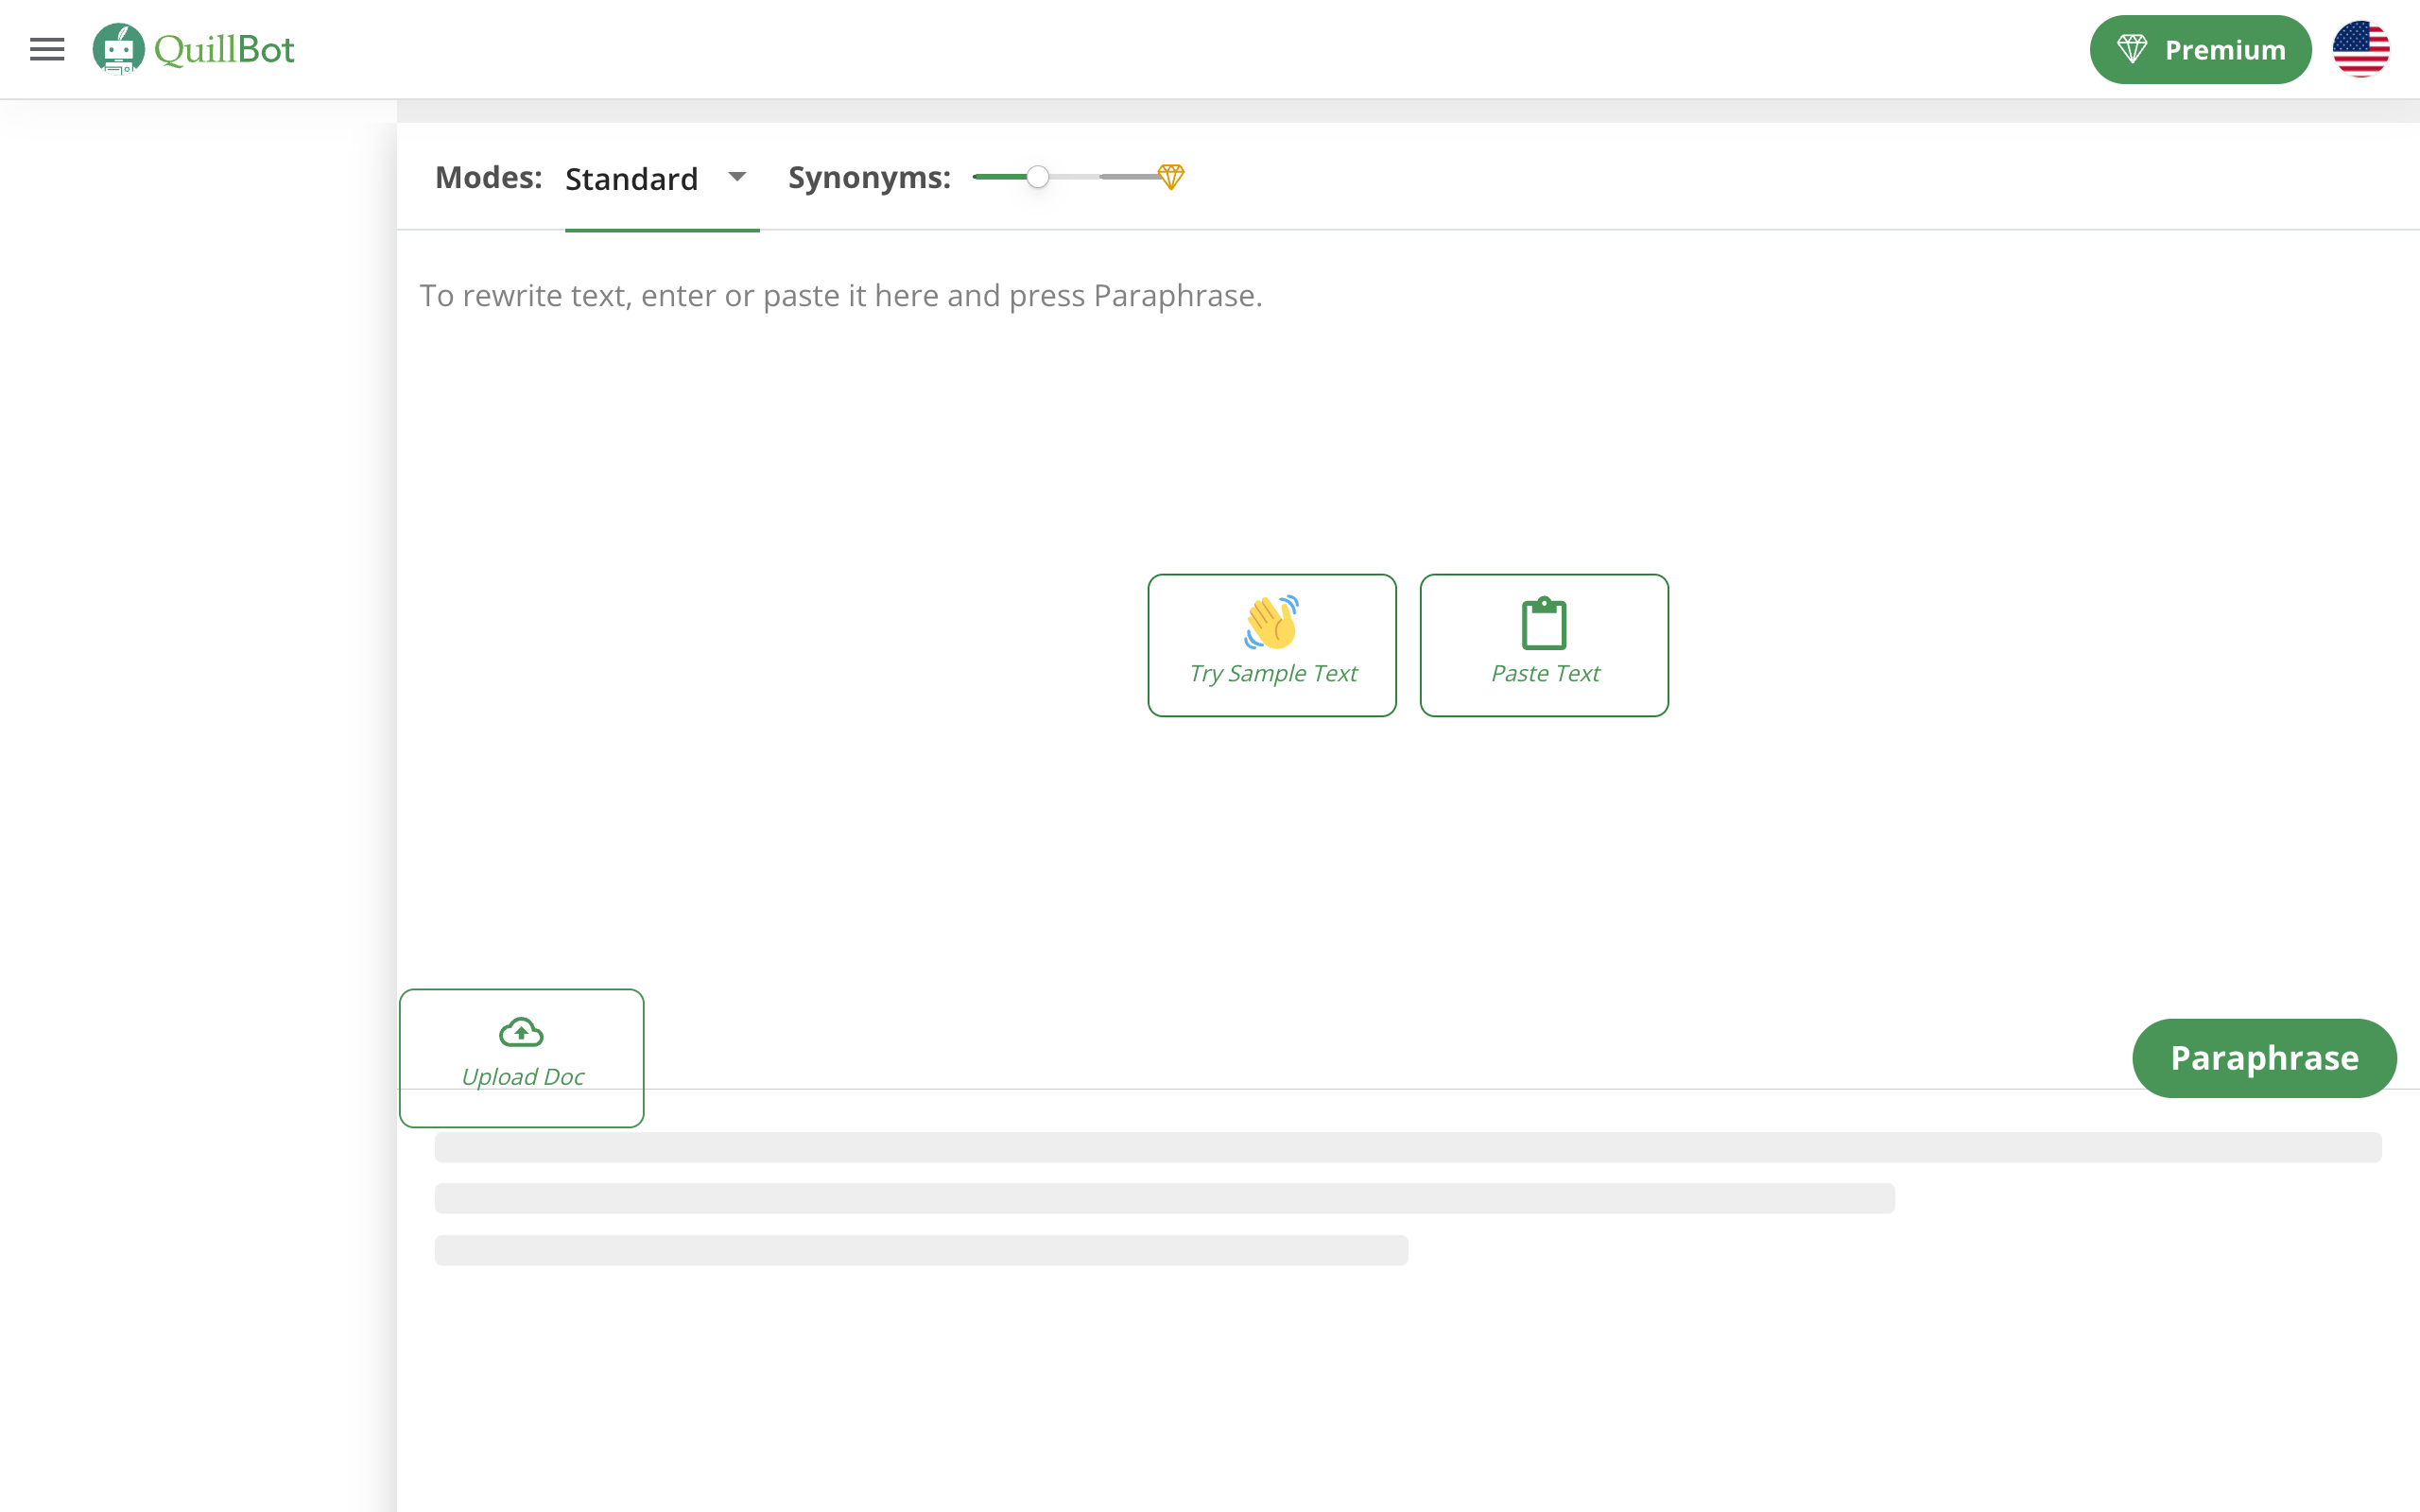 QuillBot
Premium
Modes: Standard Synonyms:
To rewrite text, enter or paste it here and press Paraphrase.
Try Sample Text
Paste Text
Upload Doc
Paraphrase